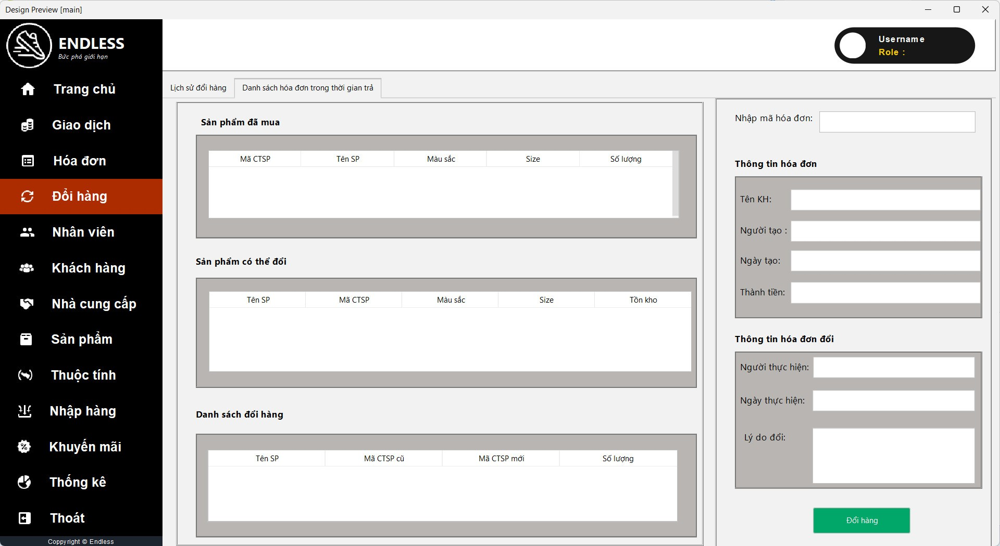 Design Preview [main]
ENDLESS
Bức phá giới hạn
Trang chủ
Giao dịch
Hóa đơn
Đổi hàng
Nhân viên
Khách hàng
Nhà cung cấp
Sản phẩm
Thuộc tính
Nhập hàng
Khuyến mãi
Thống kê
Thoát
Coppyright © Endless
Username
Role :
Lịch sử đổi hàng
Danh sách hóa đơn trong thời gian trả
Sản phẩm đã mua
Mã CTSP Tên SP Màu sắc Size Số lượng
Sản phẩm có thể đổi
Tên SP Mã CTSP Màu sắc Size Tồn kho
Danh sách đổi hàng
Tên SP Mã CTSP cũ Mã CTSP mới Số lượng
Nhập mã hóa đơn:
Thông tin hóa đơn
Tên KH:
Người tạo :
Ngày tạo:
Thành tiền:
Thông tin hóa đơn đổi
Người thực hiện:
Ngày thực hiện:
Lý do đổi:
Đổi hàng